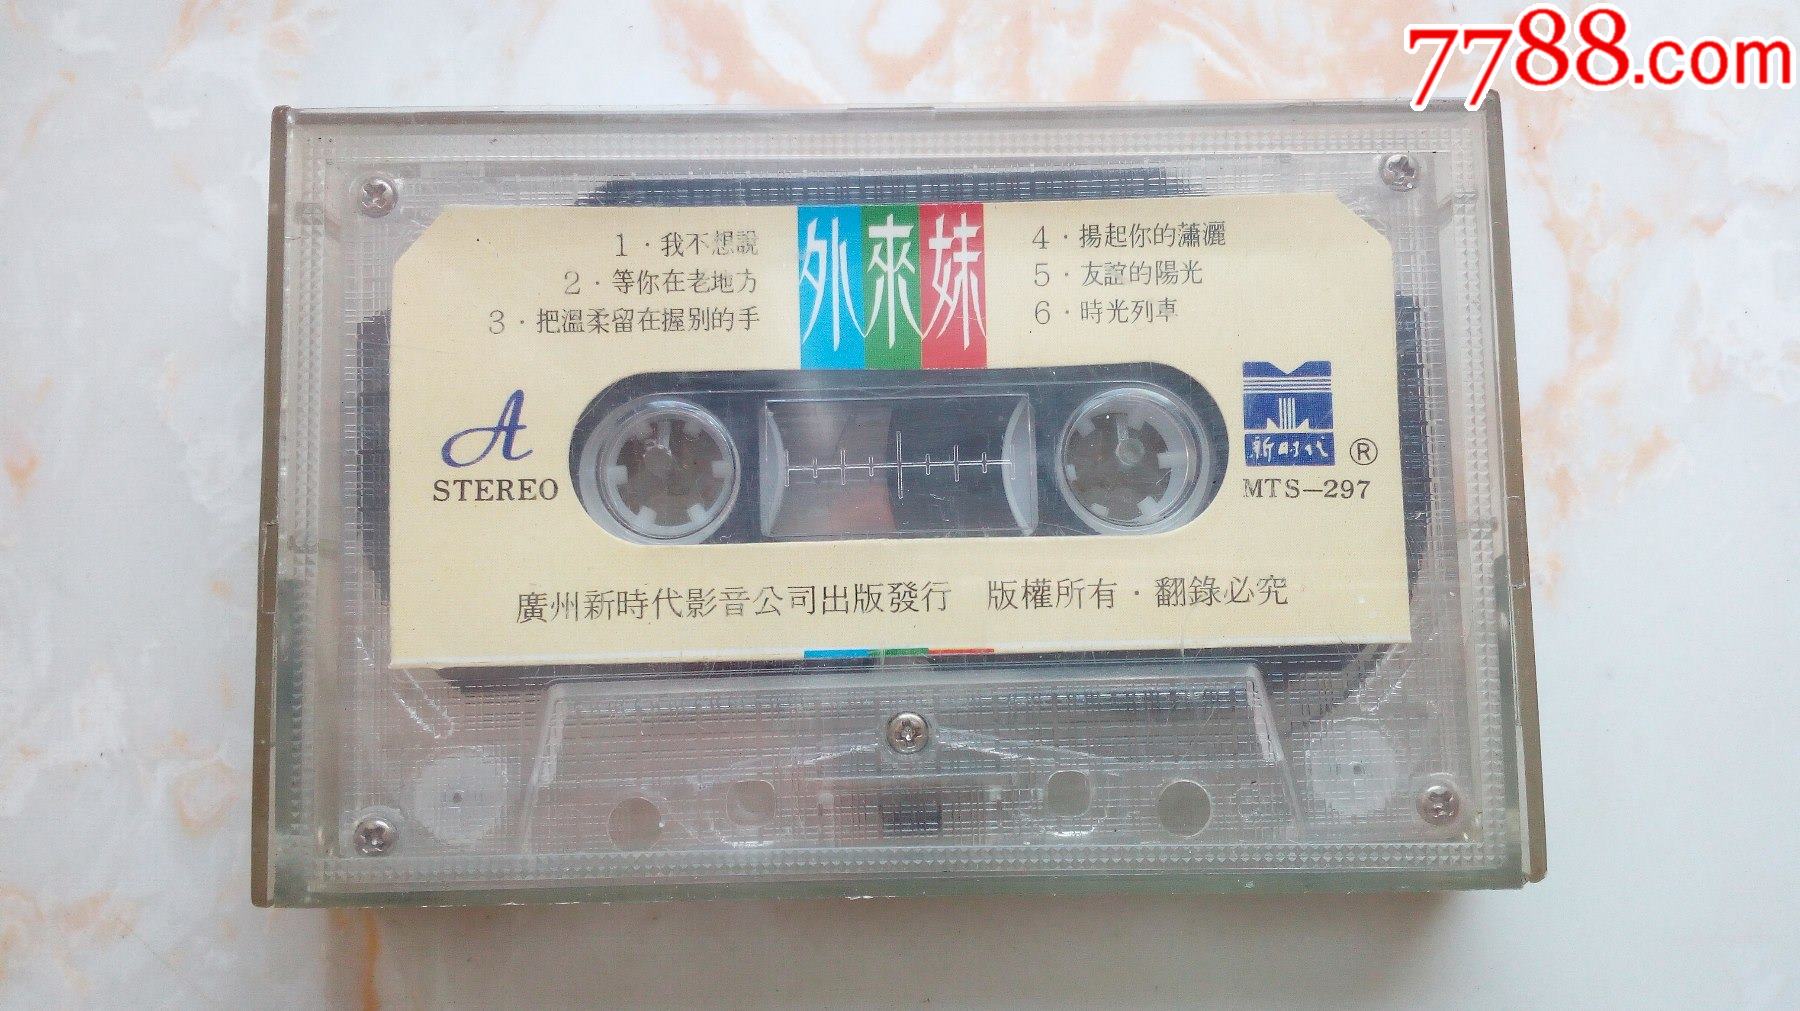 7788.com
外來妹
1·我不想說
2·等你在老地方
3·把溫柔留在握别的手
4·揚起你的瀟灑
5·友誼的陽光
6·時光列車
A
STEREO
新时代 ®
MTS-297
廣州新時代影音公司出版發行 版權所有·翻錄必究